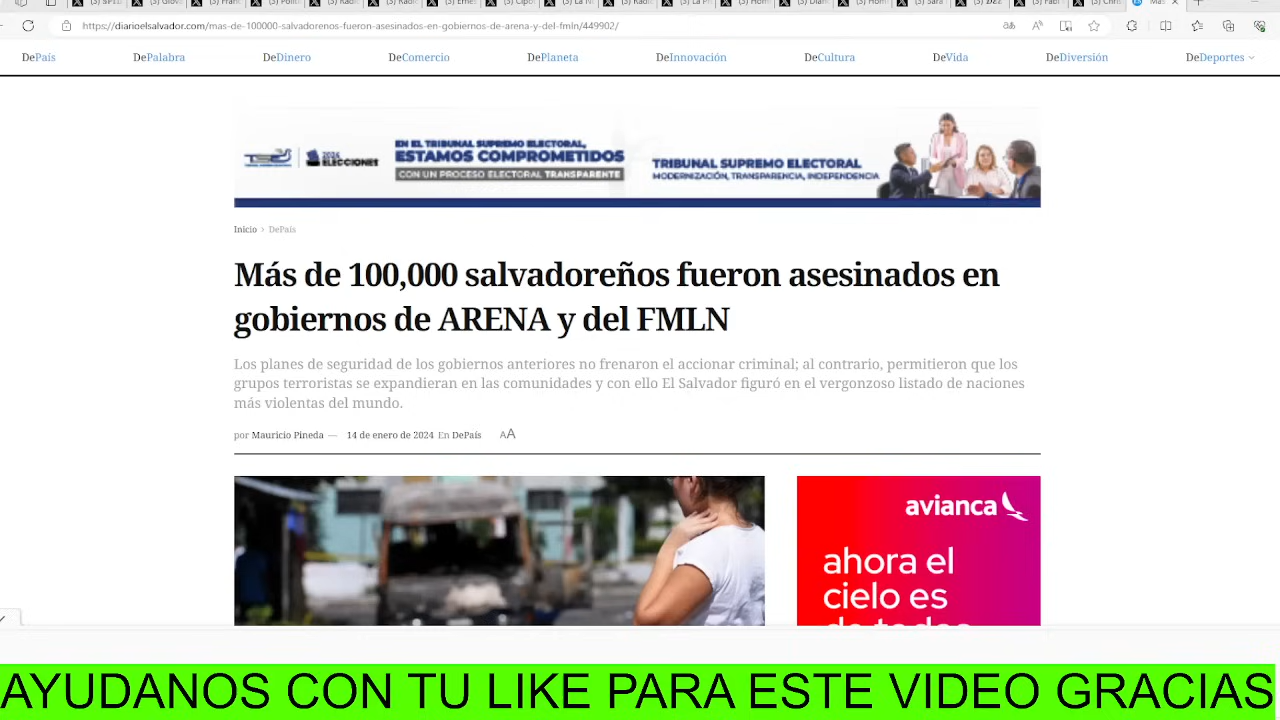 https://diarioelsalvador.com/mas-de-100000-salvadorenos-fueron-asesinados-en-gobiernos-de-arena-y-del-fmln/449902/
DePaís DePalabra DeDinero DeComercio DePlaneta DeInnovación DeCultura DeVida DeDiversión DeDeportes
EN EL TRIBUNAL SUPREMO ELECTORAL,
ESTAMOS COMPROMETIDOS
CON UN PROCESO ELECTORAL TRANSPARENTE
2024 ELECCIONES
TRIBUNAL SUPREMO ELECTORAL
MODERNIZACIÓN, TRANSPARENCIA, INDEPENDENCIA
Inicio > DePaís
Más de 100,000 salvadoreños fueron asesinados en
gobiernos de ARENA y del FMLN
Los planes de seguridad de los gobiernos anteriores no frenaron el accionar criminal; al contrario, permitieron que los
grupos terroristas se expandieran en las comunidades y con ello El Salvador figuró en el vergonzoso listado de naciones
más violentas del mundo.
por Mauricio Pineda — 14 de enero de 2024 En DePaís AA
avianca
ahora el
cielo es
de todos
AYUDANOS CON TU LIKE PARA ESTE VIDEO GRACIAS